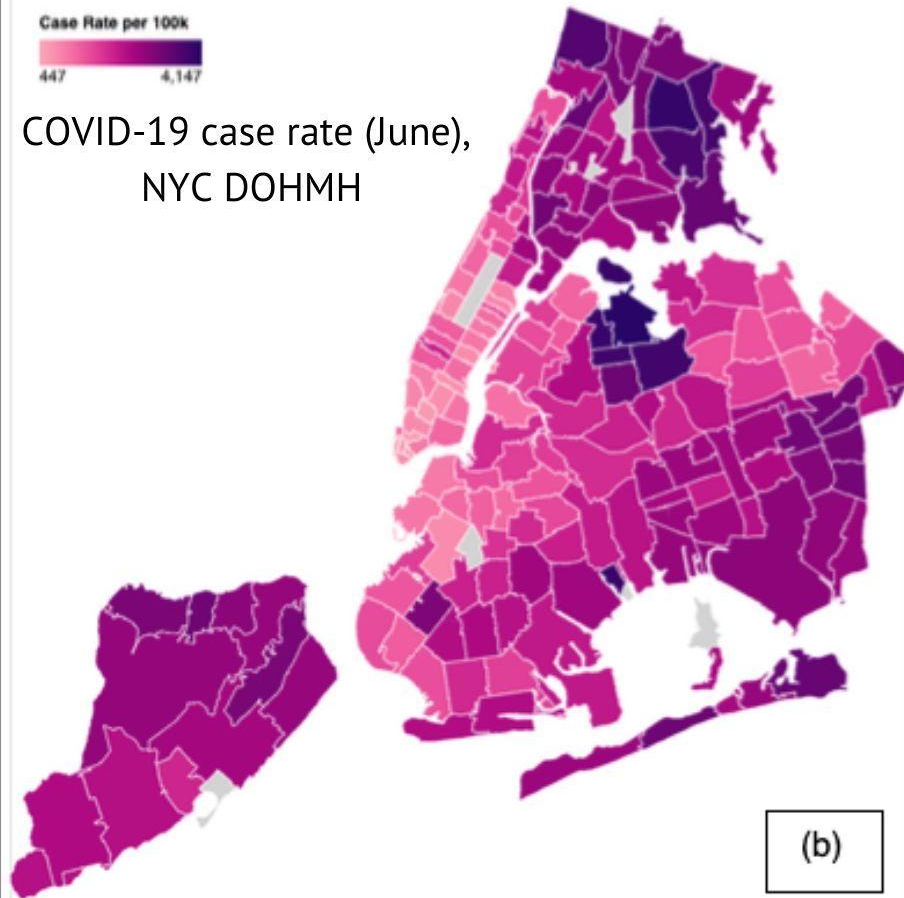 Case Rate per 100k
447 4,147
COVID-19 case rate (June),
NYC DOHMH
(b)